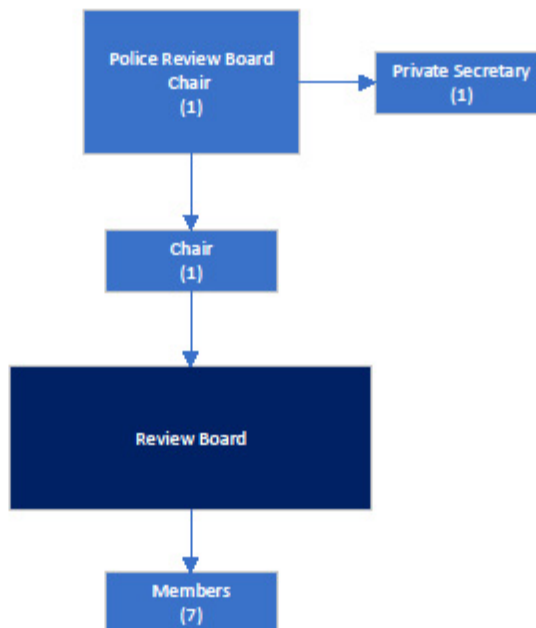 Police Review Board
Chair
(1)
Private Secretary
(1)
Chair
(1)
Review Board
Members
(7)